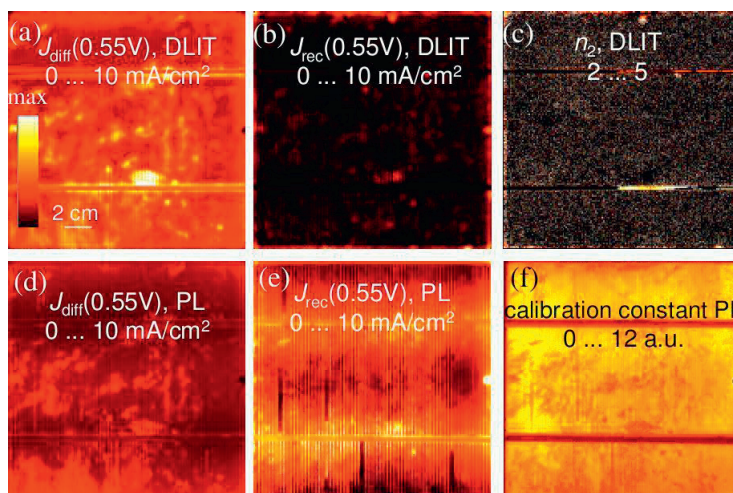 (a)
J_diff(0.55V), DLIT
0 ... 10 mA/cm²
max
2 cm
(b)
J_rec(0.55V), DLIT
0 ... 10 mA/cm²
(c)
n₂, DLIT
2 ... 5
(d)
J_diff(0.55V), PL
0 ... 10 mA/cm²
(e)
J_rec(0.55V), PL
0 ... 10 mA/cm²
(f)
calibration constant PL
0 ... 12 a.u.